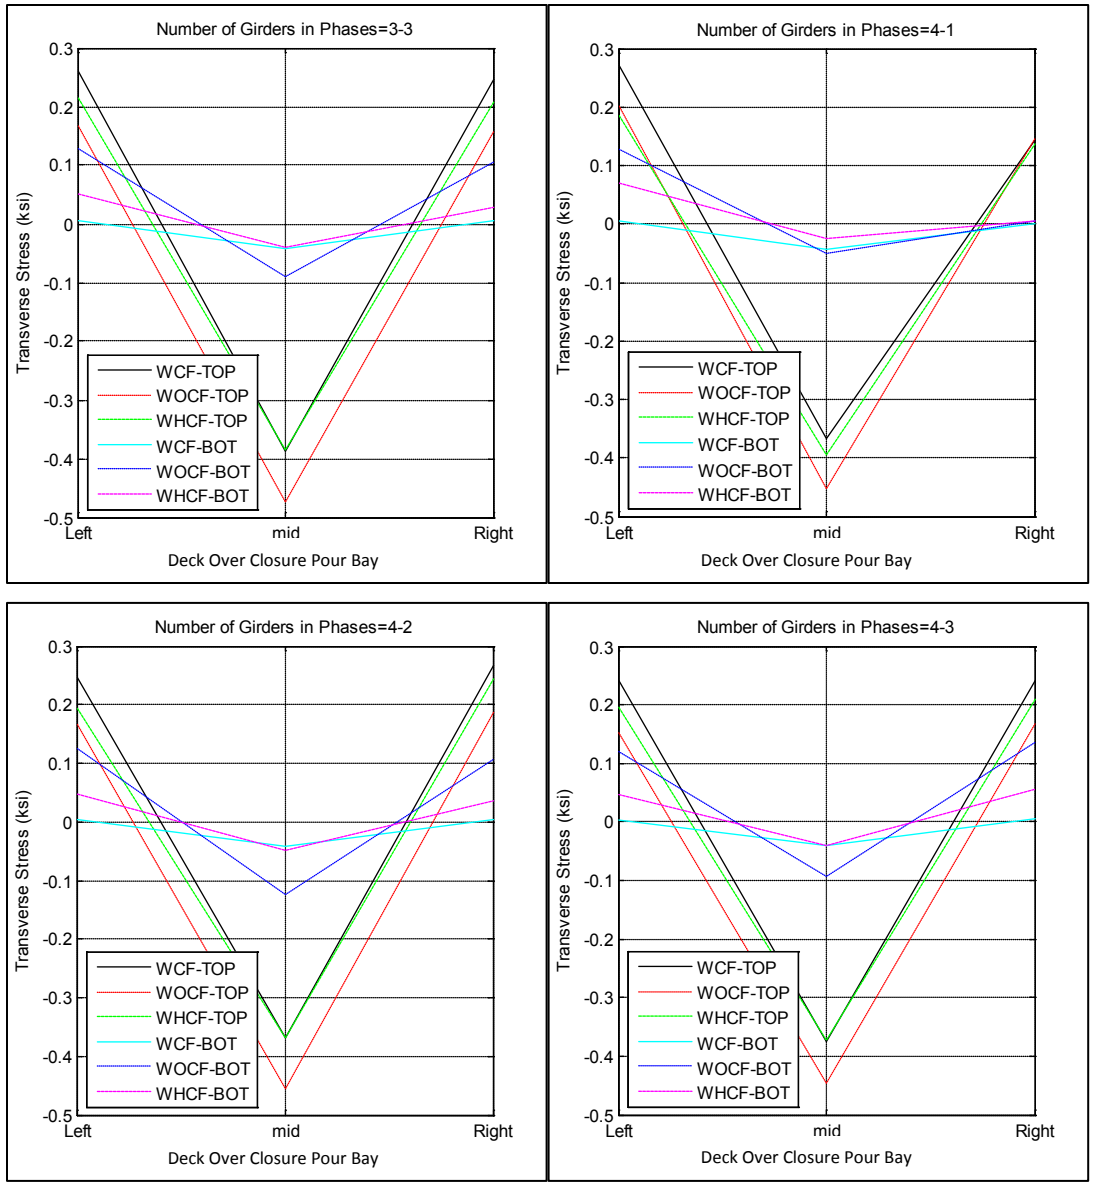 Number of Girders in Phases=3-3
0.3
0.2
0.1
0
-0.1
-0.2
-0.3
-0.4
-0.5
Transverse Stress (ksi)
WCF-TOP
WOCF-TOP
WHCF-TOP
WCF-BOT
WOCF-BOT
WHCF-BOT
Left mid Right
Deck Over Closure Pour Bay
Number of Girders in Phases=4-1
0.3
0.2
0.1
0
-0.1
-0.2
-0.3
-0.4
-0.5
Transverse Stress (ksi)
WCF-TOP
WOCF-TOP
WHCF-TOP
WCF-BOT
WOCF-BOT
WHCF-BOT
Left mid Right
Deck Over Closure Pour Bay
Number of Girders in Phases=4-2
0.3
0.2
0.1
0
-0.1
-0.2
-0.3
-0.4
-0.5
Transverse Stress (ksi)
WCF-TOP
WOCF-TOP
WHCF-TOP
WCF-BOT
WOCF-BOT
WHCF-BOT
Left mid Right
Deck Over Closure Pour Bay
Number of Girders in Phases=4-3
0.3
0.2
0.1
0
-0.1
-0.2
-0.3
-0.4
-0.5
Transverse Stress (ksi)
WCF-TOP
WOCF-TOP
WHCF-TOP
WCF-BOT
WOCF-BOT
WHCF-BOT
Left mid Right
Deck Over Closure Pour Bay